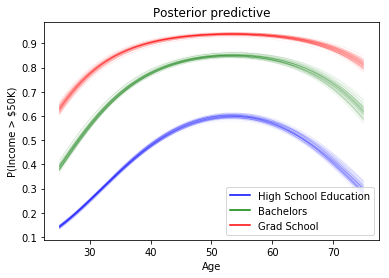 Posterior predictive
P(Income > $50K)
0.9
0.8
0.7
0.6
0.5
0.4
0.3
0.2
0.1
High School Education
Bachelors
Grad School
30 40 50 60 70
Age